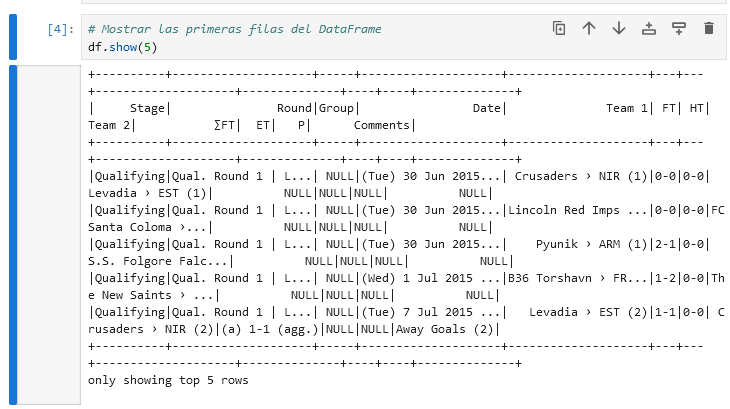 [4]: # Mostrar las primeras filas del DataFrame
df.show(5)
+----------+--------------------+-----+--------------------+--------------------+---+---
+--------------------+--------------+----+----+--------------+
|     Stage|               Round|Group|                Date|              Team 1| FT| HT|
Team 2|           ∑FT|  ET|   P|      Comments|
+----------+--------------------+-----+--------------------+--------------------+---+---
+--------------------+--------------+----+----+--------------+
|Qualifying|Qual. Round 1 | L...| NULL|(Tue) 30 Jun 2015...| Crusaders › NIR (1)|0-0|0-0|
Levadia › EST (1)|          NULL|NULL|NULL|          NULL|
|Qualifying|Qual. Round 1 | L...| NULL|(Tue) 30 Jun 2015...|Lincoln Red Imps ...|0-0|0-0|FC
Santa Coloma ›...|          NULL|NULL|NULL|          NULL|
|Qualifying|Qual. Round 1 | L...| NULL|(Tue) 30 Jun 2015...|    Pyunik › ARM (1)|2-1|0-0|
S.S. Folgore Falc...|          NULL|NULL|NULL|          NULL|
|Qualifying|Qual. Round 1 | L...| NULL|(Wed) 1 Jul 2015 ...|B36 Torshavn › FR...|1-2|0-0|Th
e New Saints › ...|          NULL|NULL|NULL|          NULL|
|Qualifying|Qual. Round 1 | L...| NULL|(Tue) 7 Jul 2015 ...|   Levadia › EST (2)|1-1|0-0| C
rusaders › NIR (2)|(a) 1-1 (agg.)|NULL|NULL|Away Goals (2)|
+----------+--------------------+-----+--------------------+--------------------+---+---
+--------------------+--------------+----+----+--------------+
only showing top 5 rows